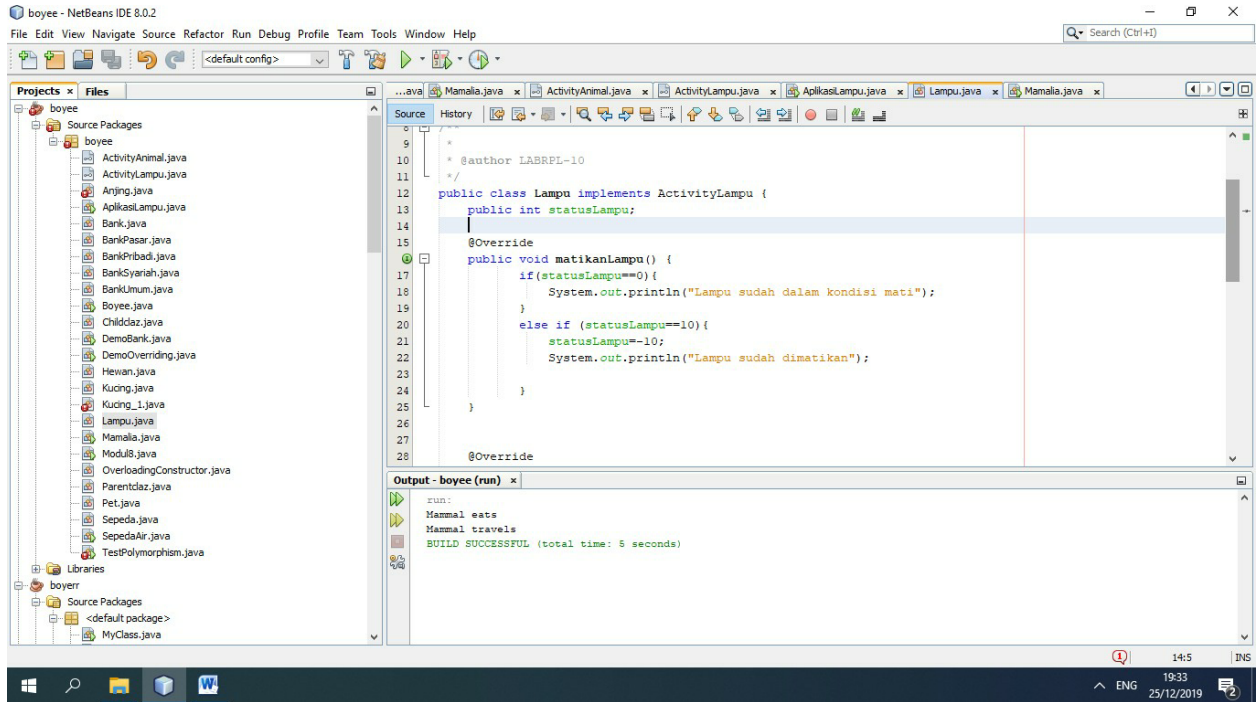 boyee - NetBeans IDE 8.0.2
File Edit View Navigate Source Refactor Run Debug Profile Team Tools Window Help
Search (Ctrl+I)
<default config>
Projects x Files
...ava Mamalia.java x ActivityAnimal.java x ActivityLampu.java x AplikasiLampu.java x Lampu.java x Mamalia.java x
Source History
boyee
Source Packages
boyee
ActivityAnimal.java
ActivityLampu.java
Anjing.java
AplikasiLampu.java
Bank.java
BankPasar.java
BankPribadi.java
BankSyariah.java
BankUmum.java
Boyee.java
Childclaz.java
DemoBank.java
DemoOverriding.java
Hewan.java
Kucing.java
Kucing_1.java
Lampu.java
Mamalia.java
Modul8.java
OverloadingConstructor.java
Parentclaz.java
Pet.java
Sepeda.java
SepedaAir.java
TestPolymorphism.java
Libraries
boyerr
Source Packages
<default package>
MyClass.java
8 /**
9 *
10 * @author LABRPL-10
11 */
12 public class Lampu implements ActivityLampu {
13 public int statusLampu;
14
15 @Override
public void matikanLampu() {
17 if(statusLampu==0){
18 System.out.println("Lampu sudah dalam kondisi mati");
19 }
20 else if (statusLampu==10){
21 statusLampu=-10;
22 System.out.println("Lampu sudah dimatikan");
23
24 }
25 }
26
27
28 @Override
Output - boyee (run) x
run:
Mammal eats
Mammal travels
BUILD SUCCESSFUL (total time: 5 seconds)
1 14:5 INS
W ENG 19:33
25/12/2019 2